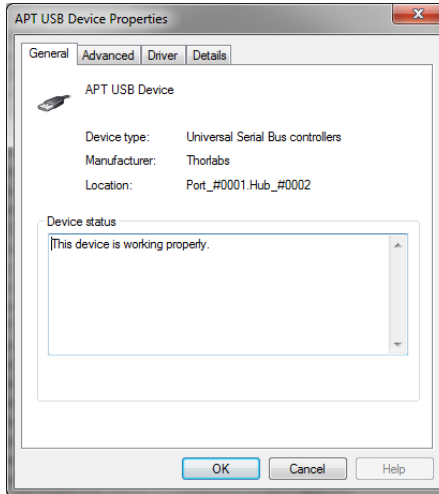 APT USB Device Properties
General Advanced Driver Details
APT USB Device
Device type: Universal Serial Bus controllers
Manufacturer: Thorlabs
Location: Port_#0001.Hub_#0002
Device status
This device is working properly.
OK Cancel Help